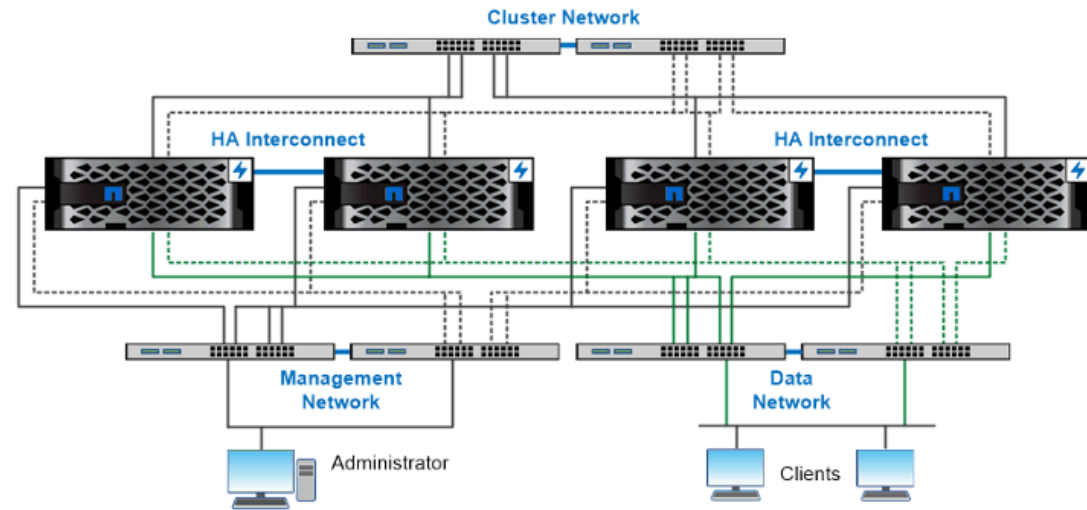 Cluster Network
HA Interconnect
HA Interconnect
Management
Network
Data
Network
Administrator
Clients